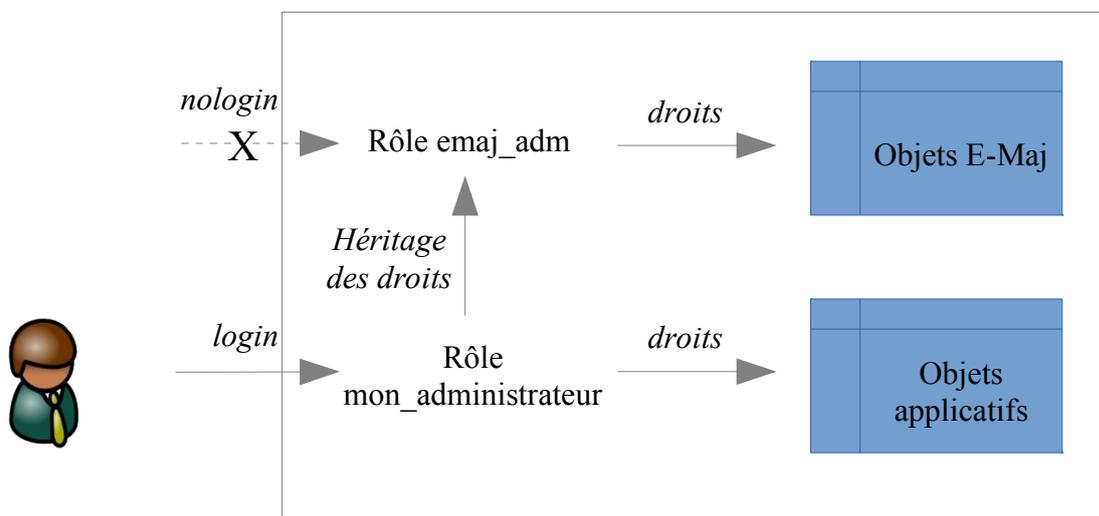 nologin
X
Rôle emaj_adm
droits
Objets E-Maj
Héritage
des droits
login
Rôle
mon_administrateur
droits
Objets
applicatifs